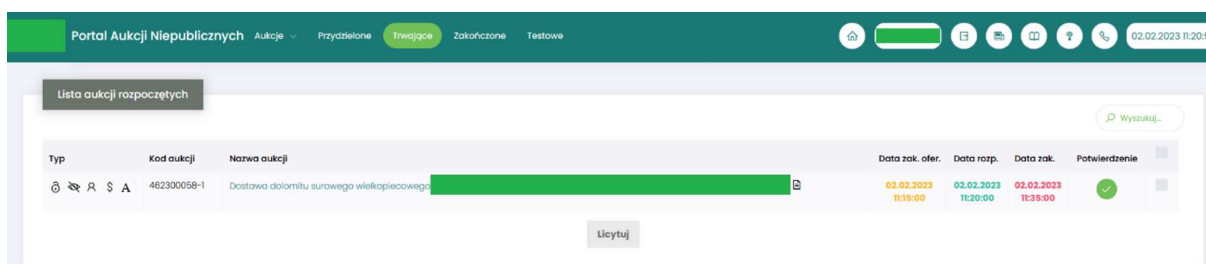 Portal Aukcji Niepublicznych Aukcje Przydzielone Trwające Zakończone Testowe 02.02.2023 11:20:
Lista aukcji rozpoczętych
Wyszukaj...
Typ Kod aukcji Nazwa aukcji Data zak. ofer. Data rozp. Data zak. Potwierdzenie
$ A 462300058-1 Dostawa dolomitu surowego wielkopiecowego 02.02.2023 02.02.2023 02.02.2023
11:15:00 11:20:00 11:35:00
Licytuj